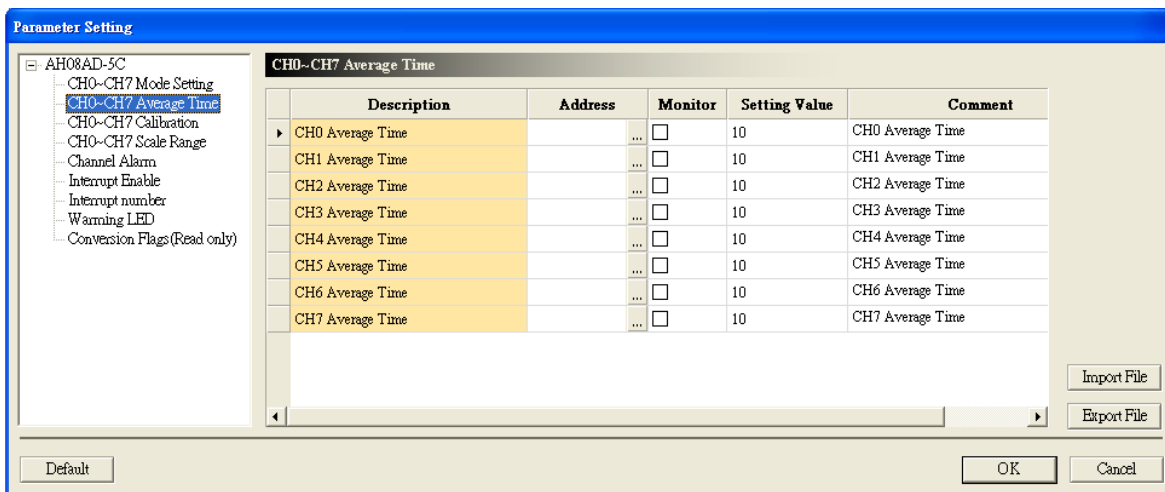 Parameter Setting
AH08AD-5C
CH0~CH7 Mode Setting
CH0~CH7 Average Time
CH0~CH7 Calibration
CH0~CH7 Scale Range
Channel Alarm
Interrupt Enable
Interrupt number
Warning LED
Conversion Flags(Read only)
CH0~CH7 Average Time
Description Address Monitor Setting Value Comment
CH0 Average Time ... 10 CH0 Average Time
CH1 Average Time ... 10 CH1 Average Time
CH2 Average Time ... 10 CH2 Average Time
CH3 Average Time ... 10 CH3 Average Time
CH4 Average Time ... 10 CH4 Average Time
CH5 Average Time ... 10 CH5 Average Time
CH6 Average Time ... 10 CH6 Average Time
CH7 Average Time ... 10 CH7 Average Time
Import File
Export File
Default OK Cancel